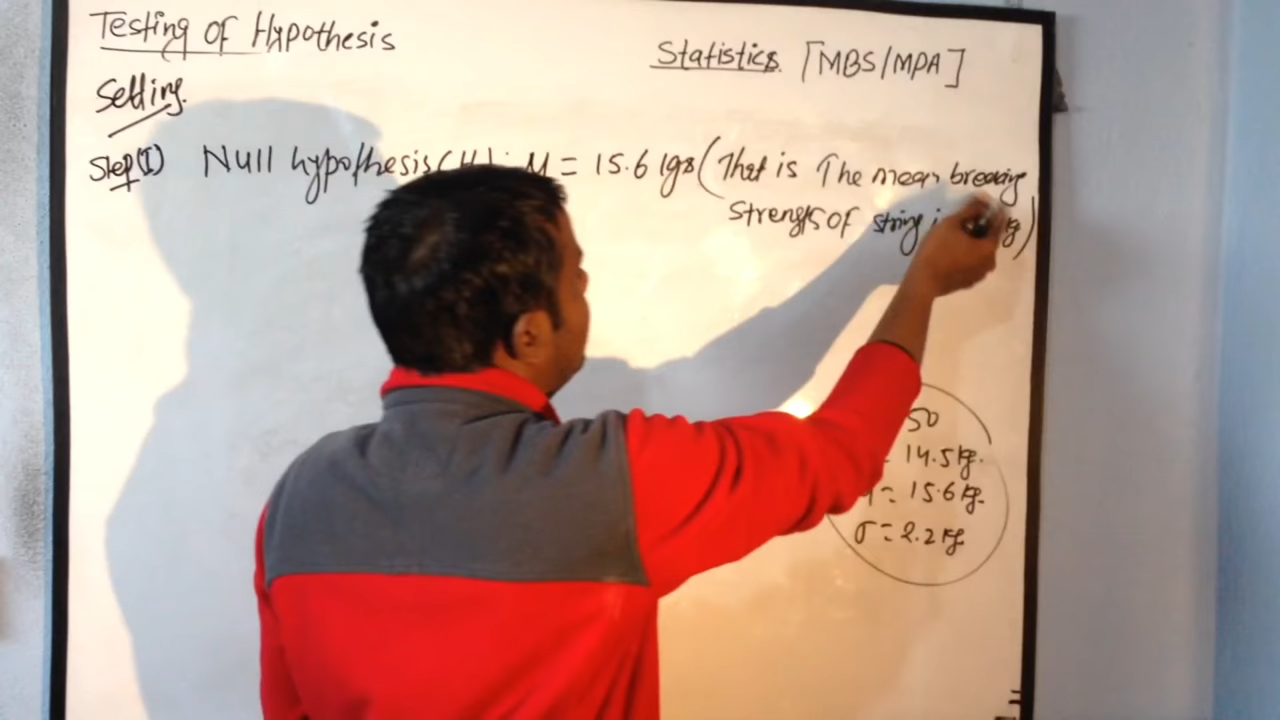 Testing of Hypothesis
Statistics [MBS/MPA]
Setting.
Step(I) Null hypothesis (H = 15.6 kgs (That is The mean breaking
strength of string
50
14.5 kg.
= 15.6 kg.
σ = 2.2 kg